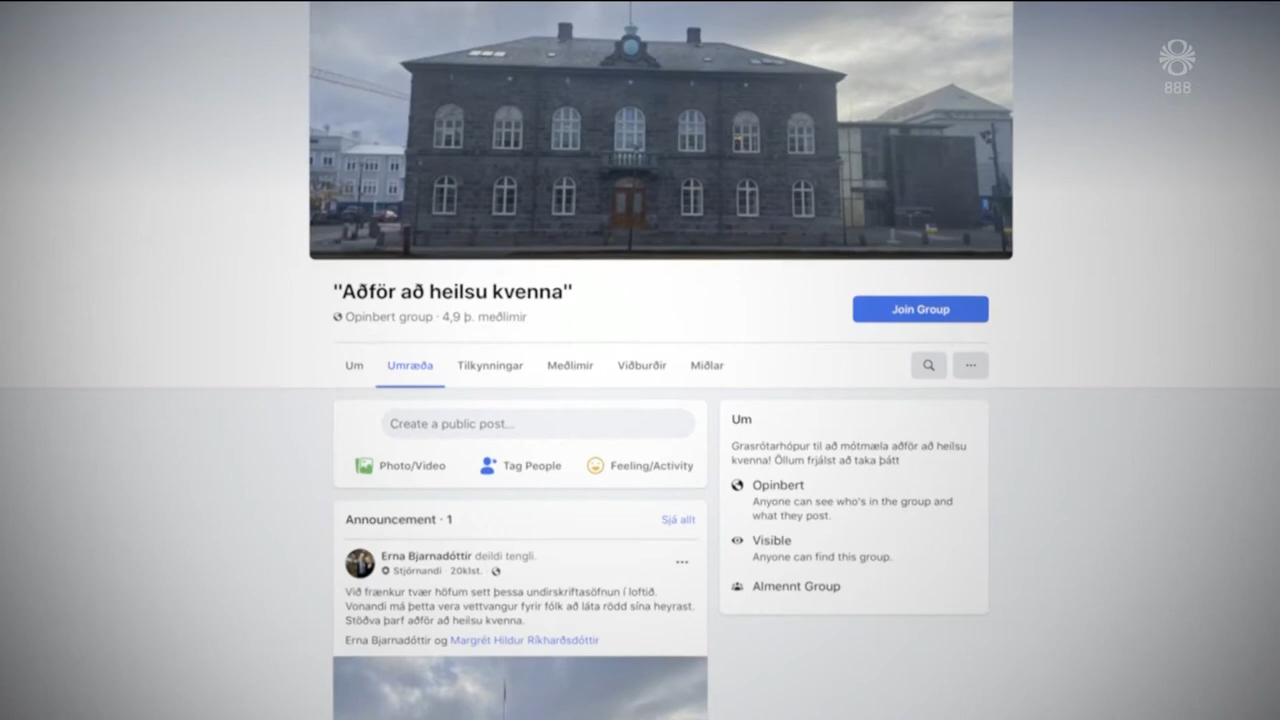 888
"Aðför að heilsu kvenna"
Opinbert group · 4,9 þ. meðlimir
Join Group
Um Umræða Tilkynningar Meðlimir Viðburðir Miðlar
Create a public post...
Photo/Video Tag People Feeling/Activity
Announcement · 1 Sjá allt
Erna Bjarnadóttir deildi tengli.
Stjórnandi · 20klst. ·
Við frænkur tvær höfum sett þessa undirskriftasöfnun í loftið.
Vonandi má þetta vera vettvangur fyrir fólk að láta rödd sína heyrast.
Stöðva þarf aðför að heilsu kvenna.
Erna Bjarnadóttir og Margrét Hildur Ríkharðsdóttir
Um
Grasrótarhópur til að mótmæla aðför að heilsu
kvenna! Öllum frjálst að taka þátt
Opinbert
Anyone can see who's in the group and
what they post.
Visible
Anyone can find this group.
Almennt Group